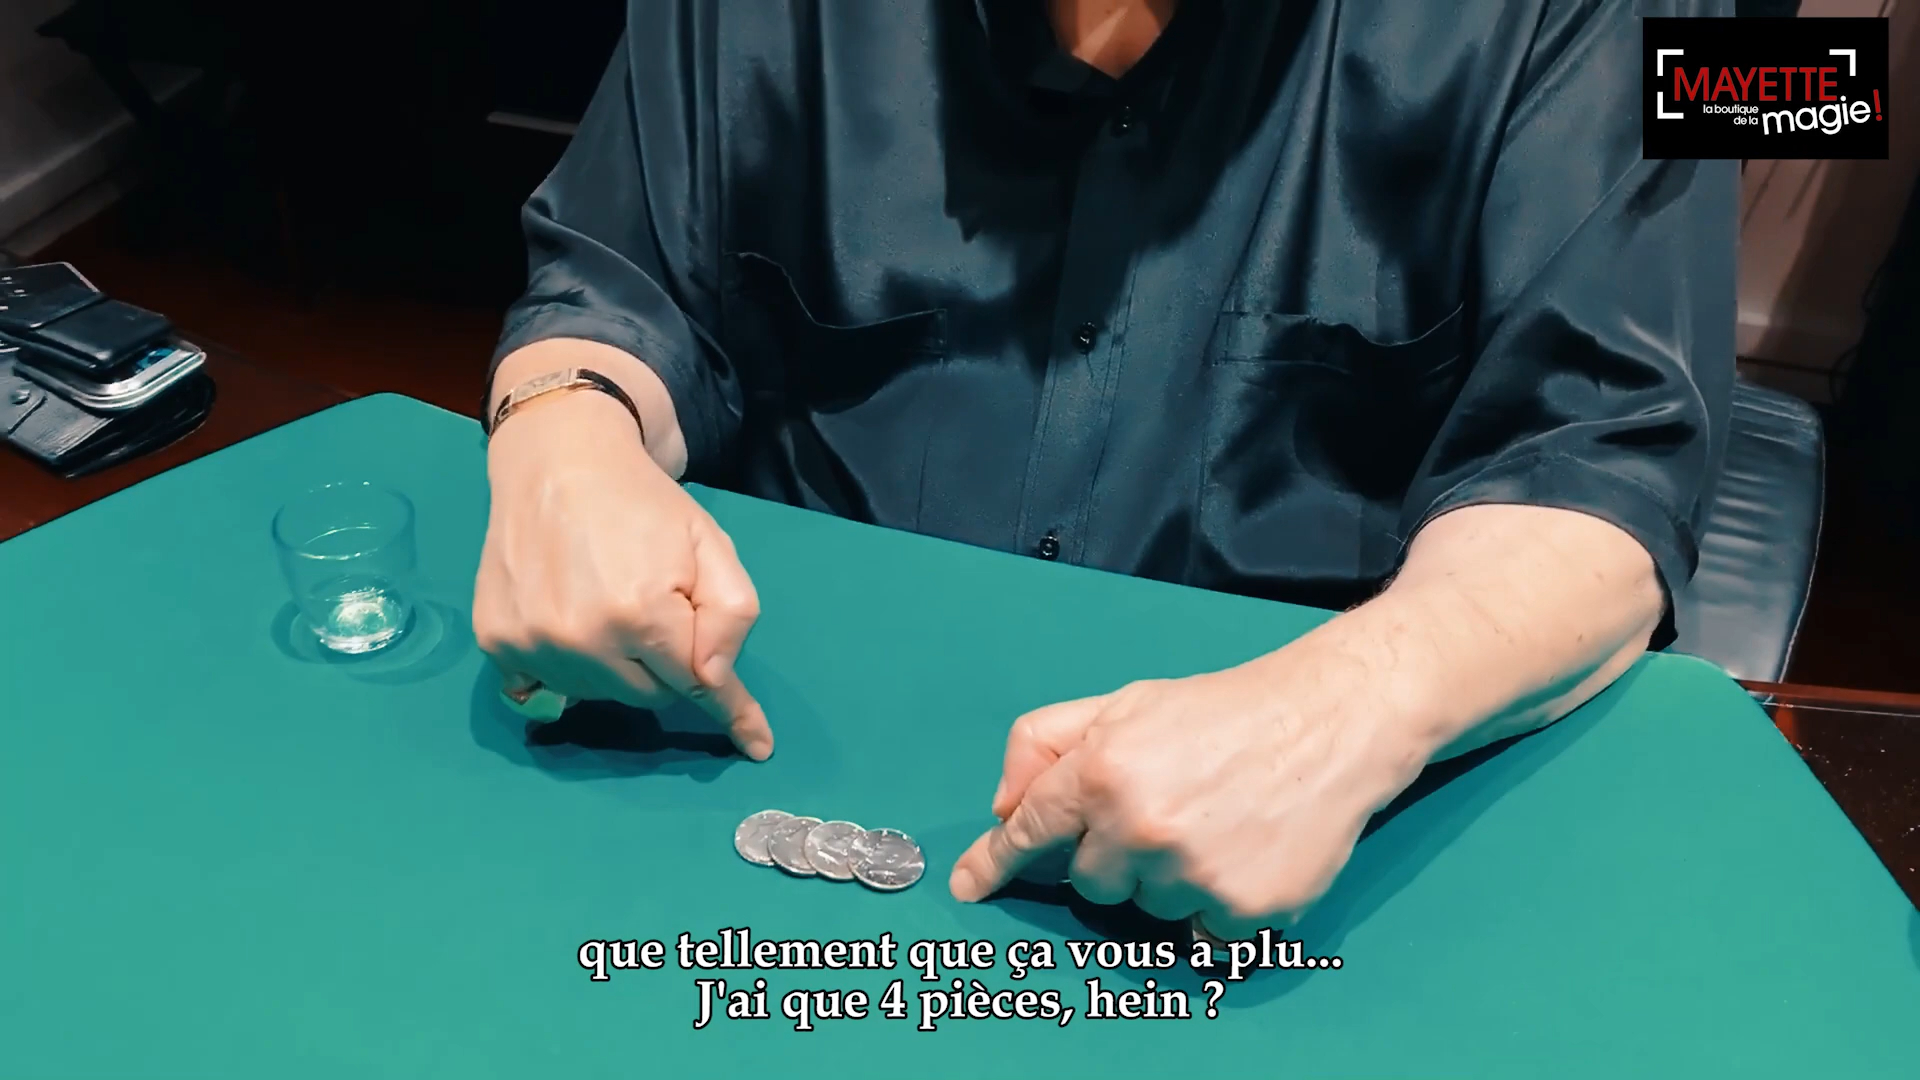 MAYETTE
la boutique
de la magie!
que tellement que ça vous a plu...
J'ai que 4 pièces, hein ?